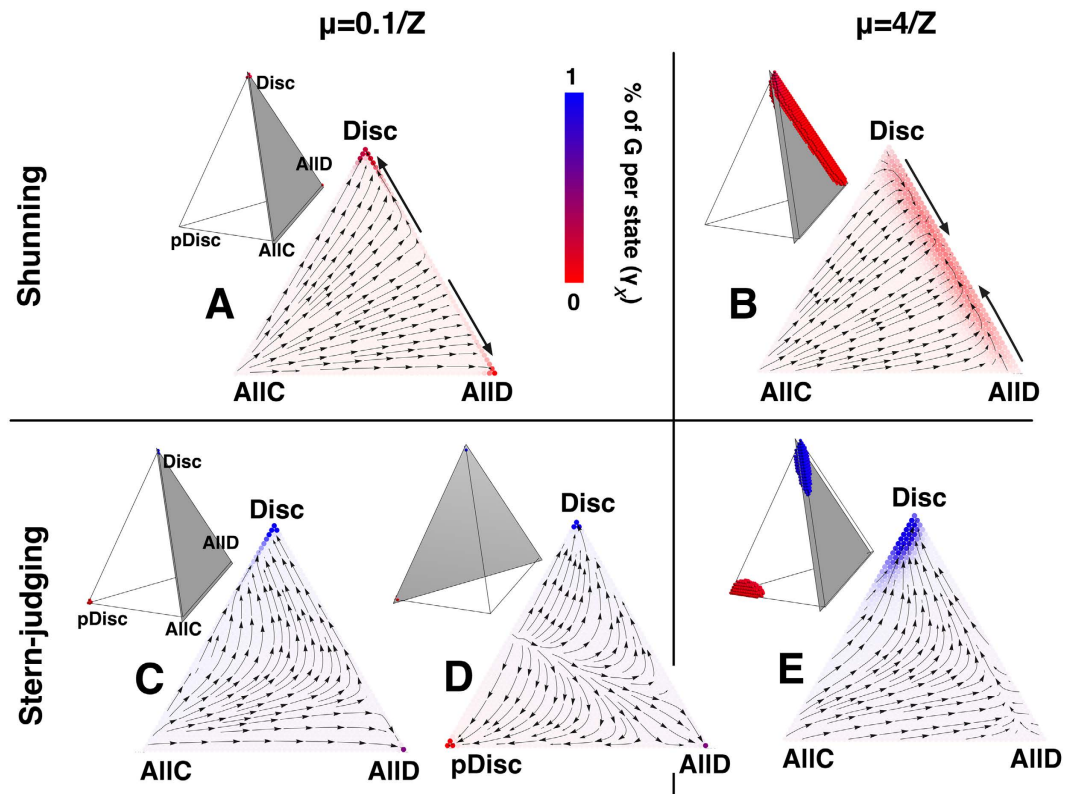 μ=0.1/Z
μ=4/Z
Shunning
Disc
AllD
pDisc
AllC
Disc
A
AllC
AllD
1
0
% of G per state (γχ)
Disc
B
AllC
AllD
Stern-judging
Disc
AllD
pDisc
AllC
Disc
C
AllC
AllD
Disc
D
pDisc
AllD
Disc
E
AllC
AllD